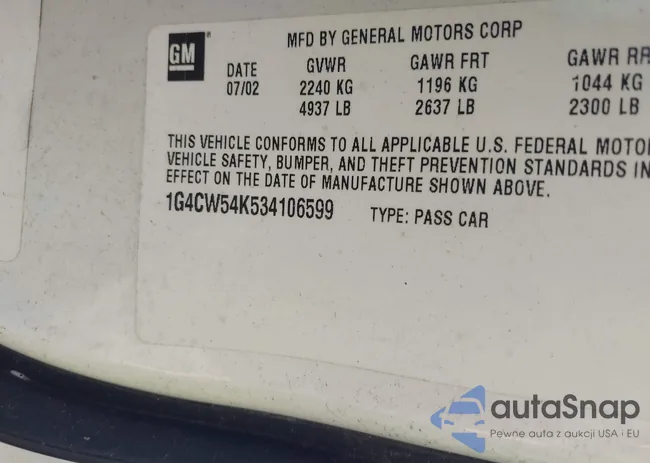 GM
MFD BY GENERAL MOTORS CORP
DATE GVWR GAWR FRT GAWR RR
07/02 2240 KG 1196 KG 1044 KG
4937 LB 2637 LB 2300 LB
THIS VEHICLE CONFORMS TO ALL APPLICABLE U.S. FEDERAL MOTO
VEHICLE SAFETY, BUMPER, AND THEFT PREVENTION STANDARDS IN
EFFECT ON THE DATE OF MANUFACTURE SHOWN ABOVE.
1G4CW54K534106599 TYPE: PASS CAR
autaSnap
Pewne auta z aukcji USA i EU